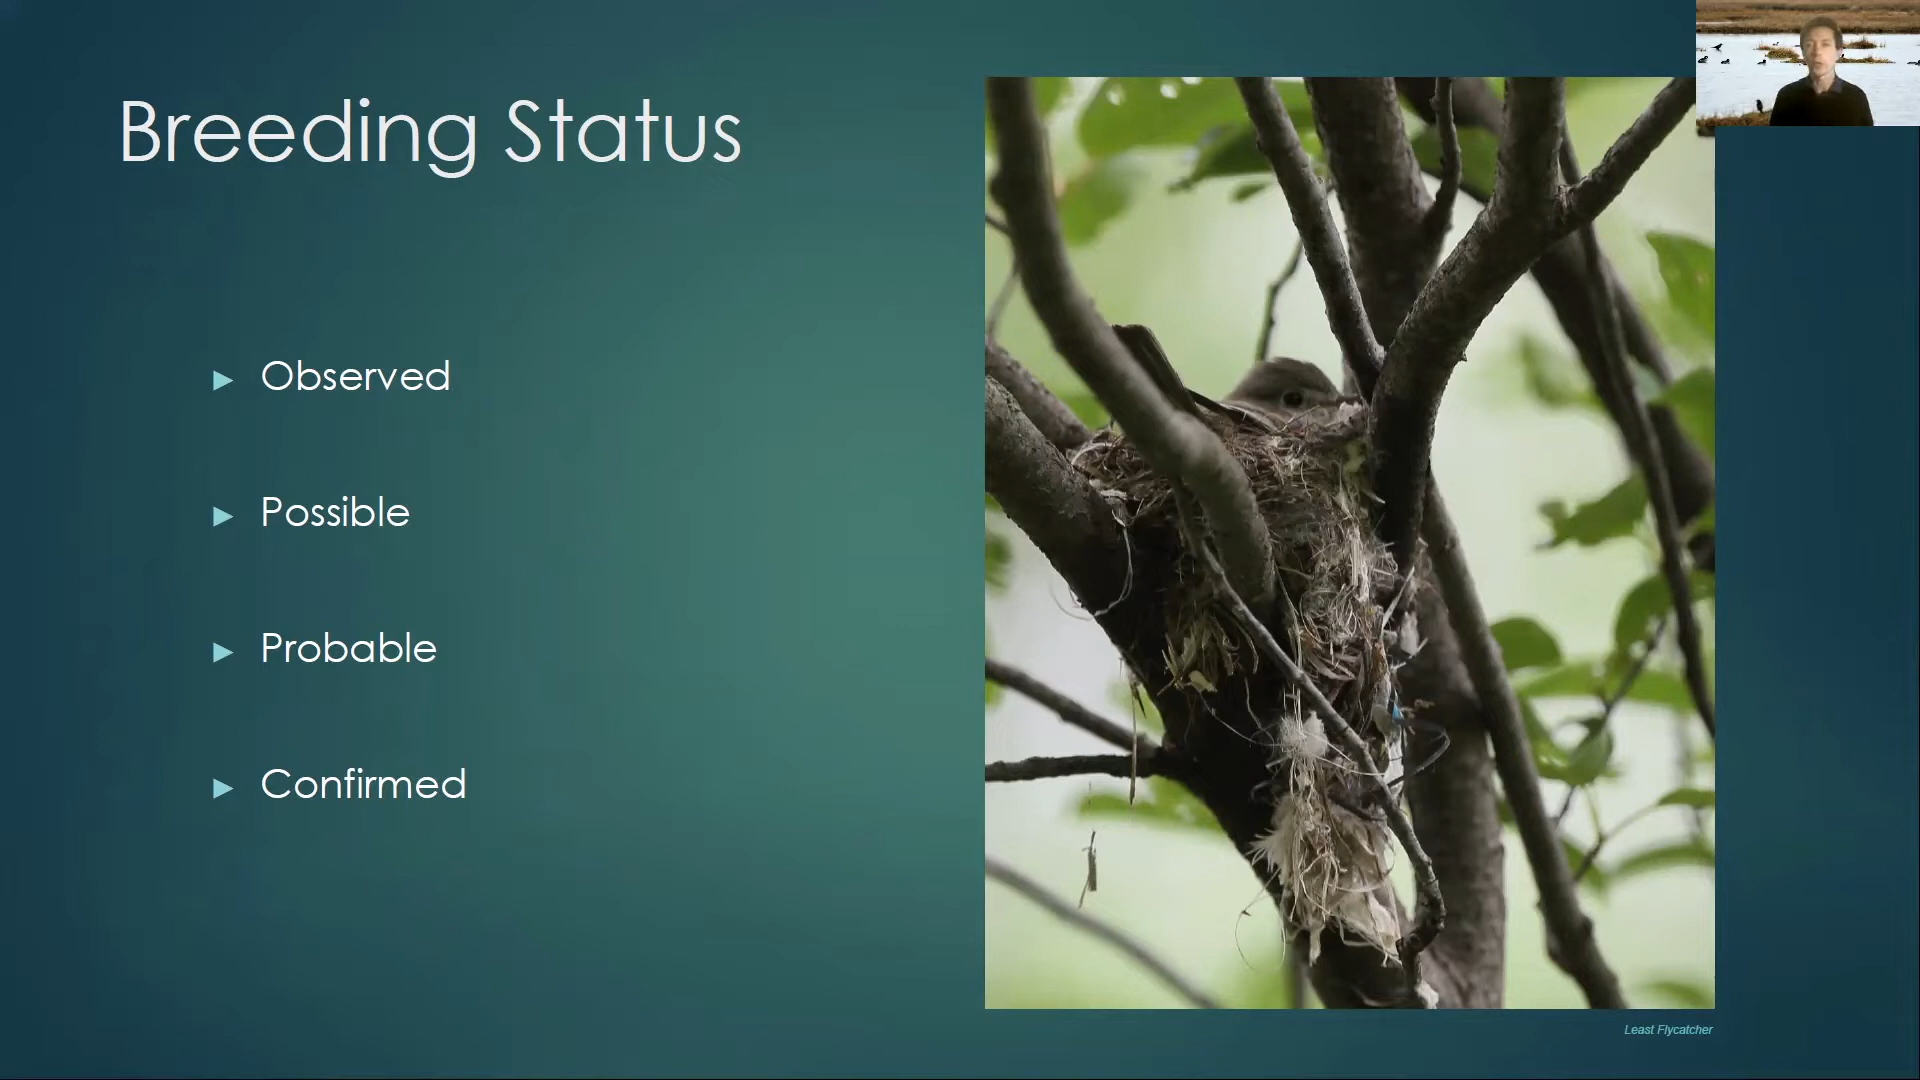 Breeding Status
Observed
Possible
Probable
Confirmed
Least Flycatcher